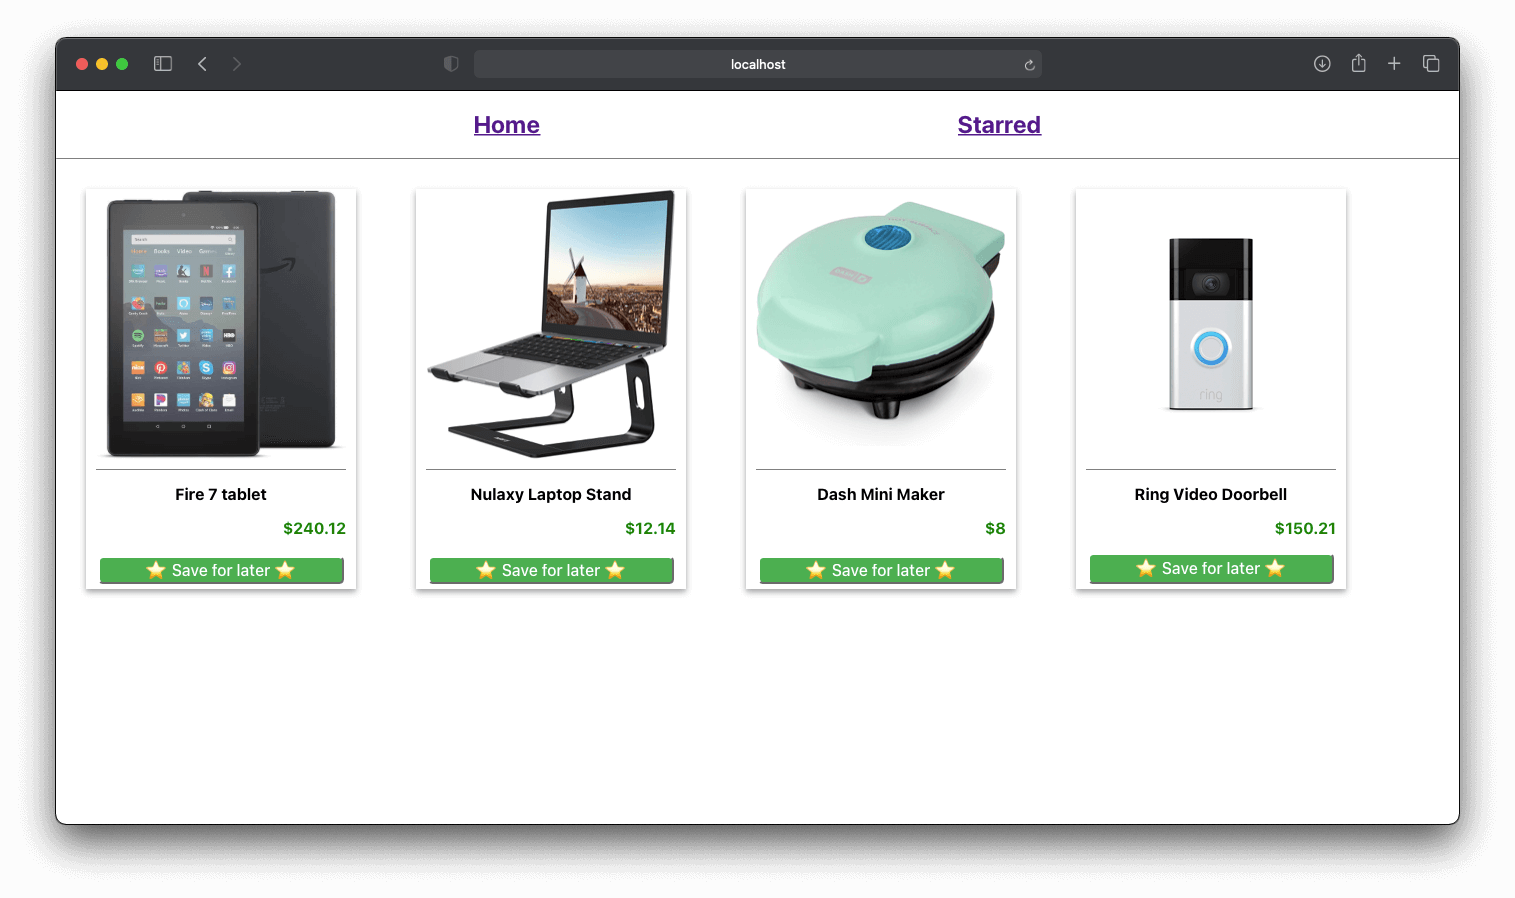 localhost
Home Starred
Fire 7 tablet
$240.12
⭐ Save for later ⭐
Nulaxy Laptop Stand
$12.14
⭐ Save for later ⭐
Dash Mini Maker
$8
⭐ Save for later ⭐
ring
Ring Video Doorbell
$150.21
⭐ Save for later ⭐